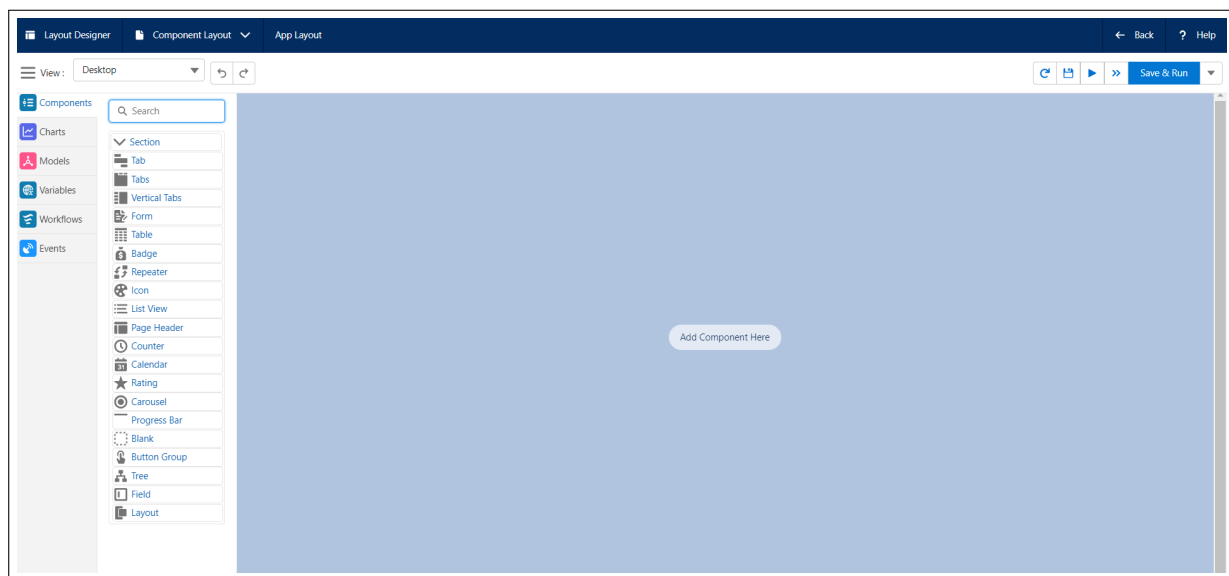 Layout Designer Component Layout App Layout Back ? Help
View : Desktop Save & Run
Components
Charts
Models
Variables
Workflows
Events
Search
Section
Tab
Tabs
Vertical Tabs
Form
Table
Badge
Repeater
Icon
List View
Page Header
Counter
31 Calendar
Rating
Carousel
Progress Bar
Blank
Button Group
Tree
Field
Layout
Add Component Here